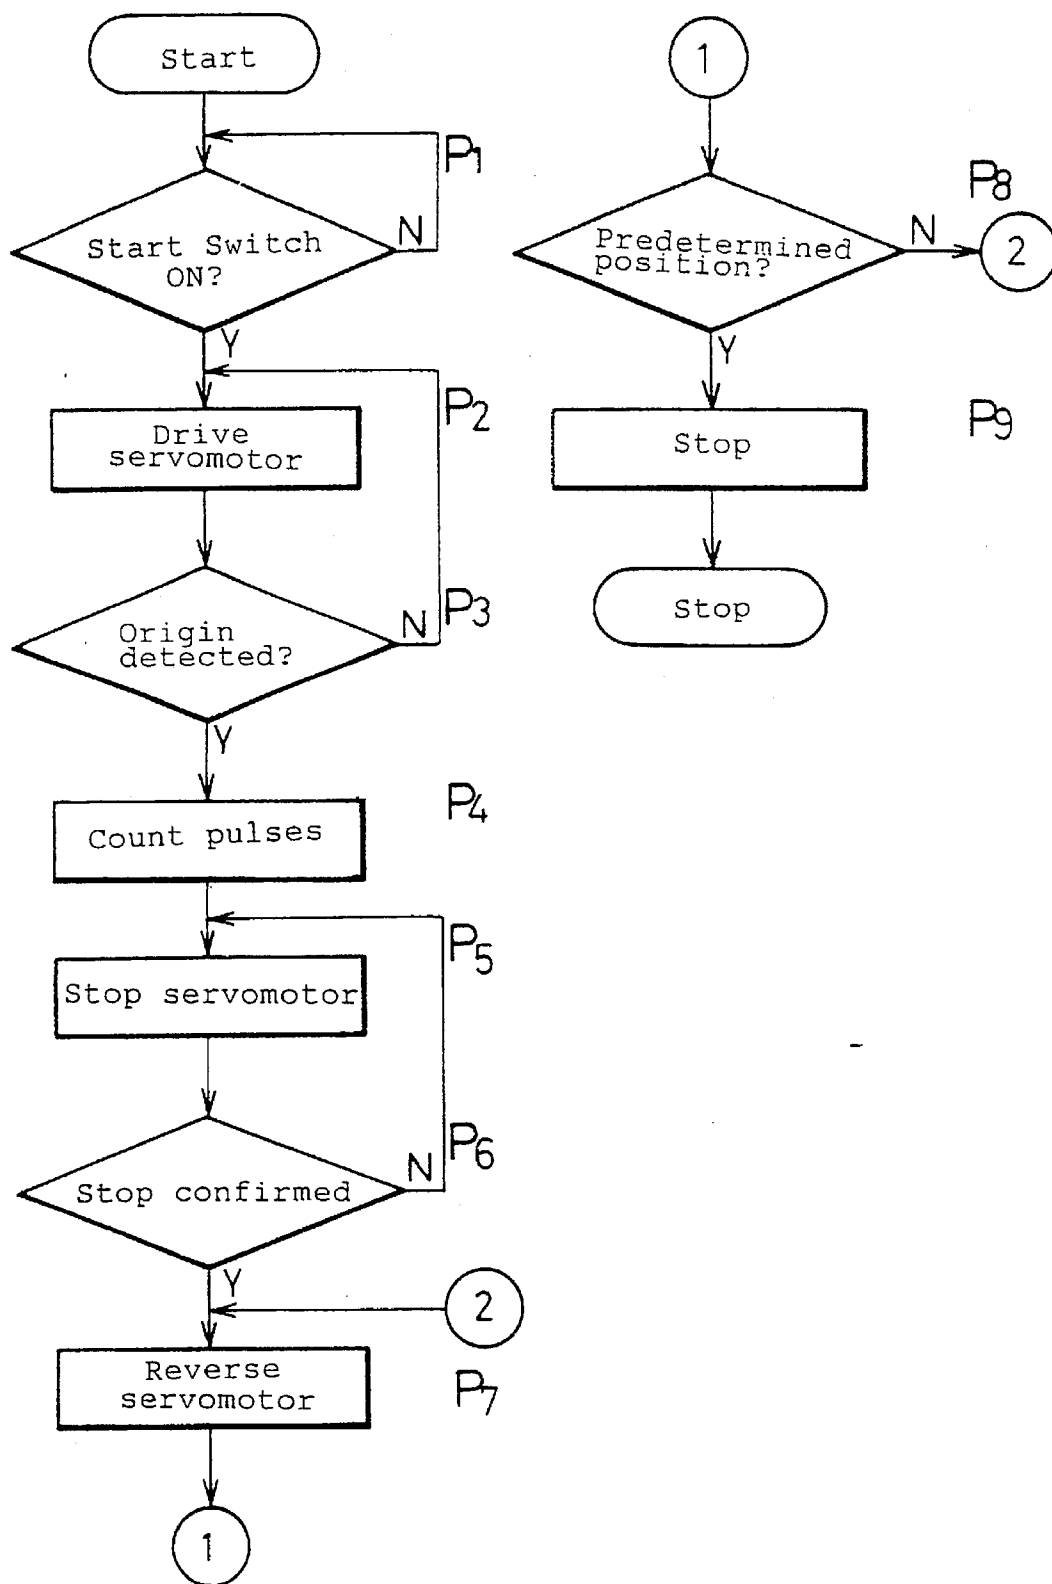 Start
P1
Start Switch
ON?
N
Y
P2
Drive
servomotor
P3
Origin
detected?
N
Y
P4
Count pulses
P5
Stop servomotor
P6
Stop confirmed
N
Y
2
P7
Reverse
servomotor
1
1
P8
Predetermined
position?
N
2
Y
P9
Stop
Stop